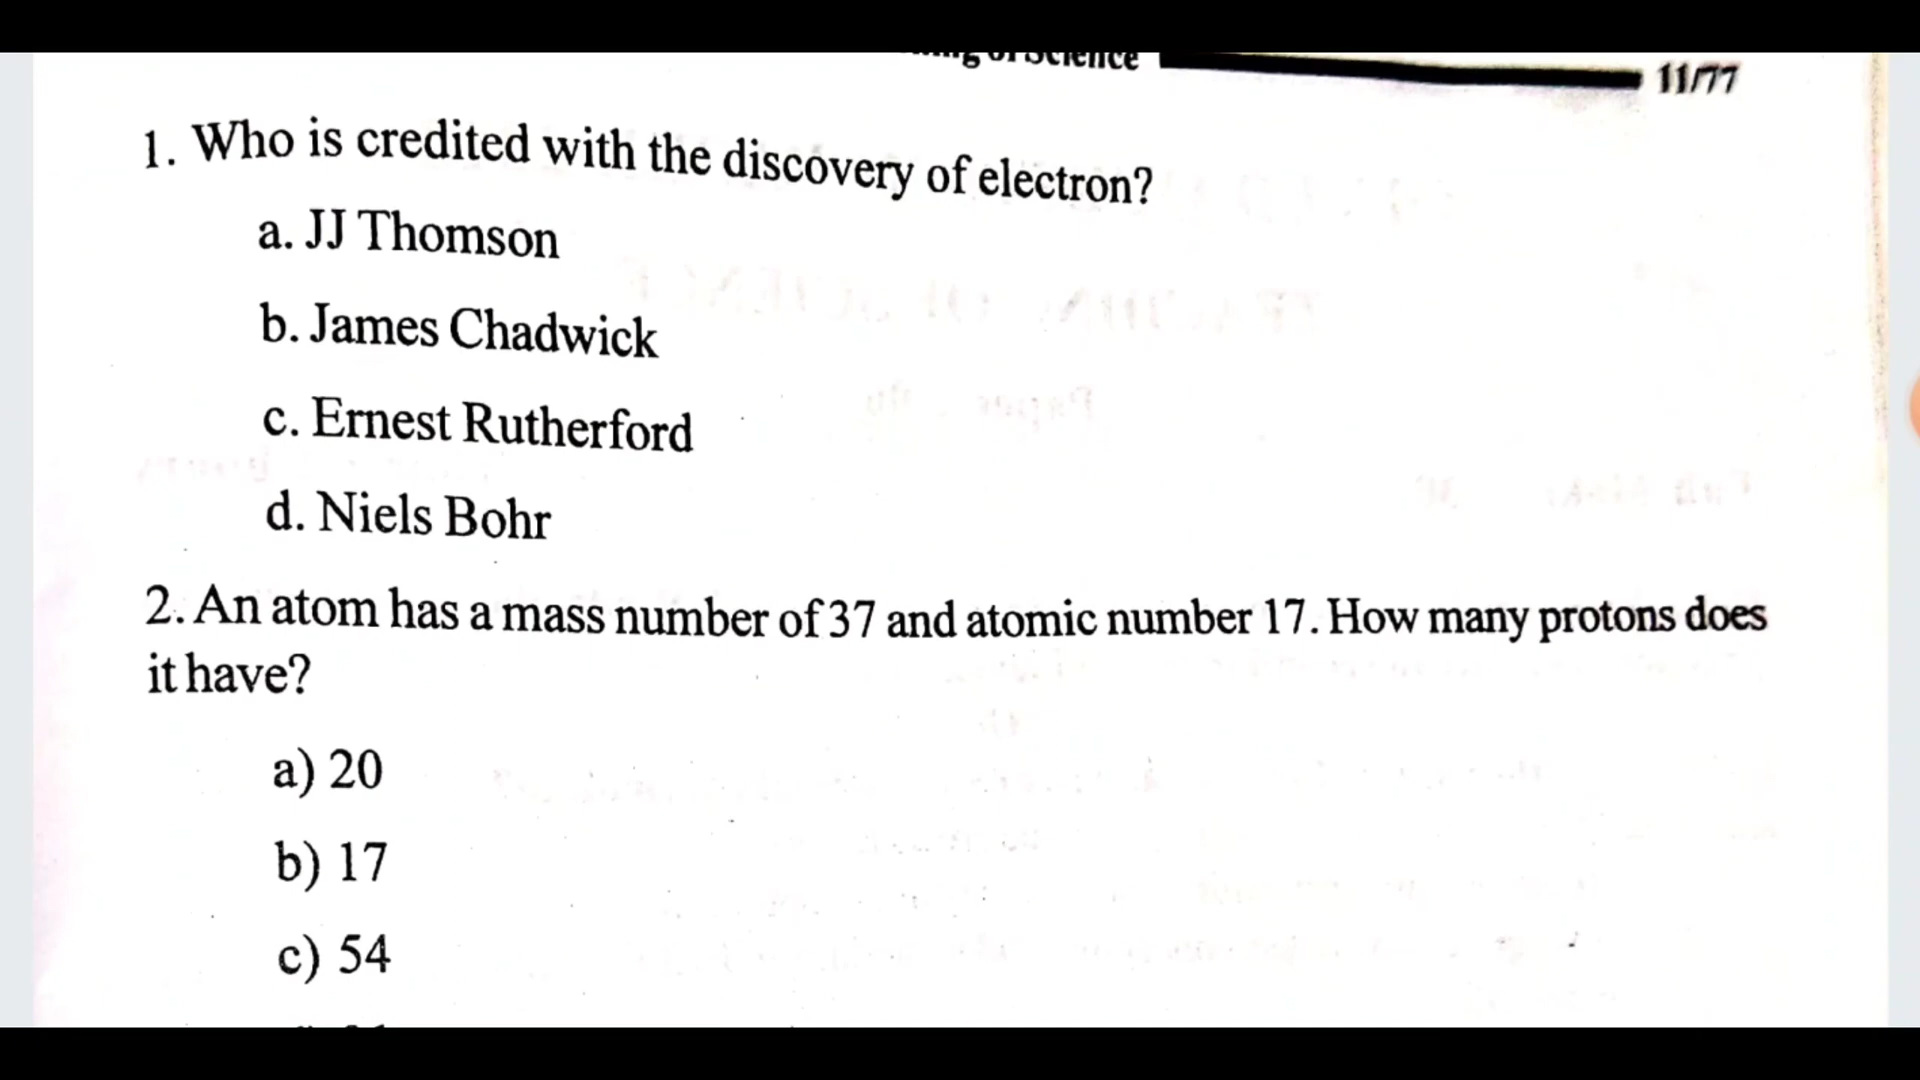 of Science
11/77
1. Who is credited with the discovery of electron?
a. JJ Thomson
b. James Chadwick
c. Ernest Rutherford
d. Niels Bohr
2. An atom has a mass number of 37 and atomic number 17. How many protons does
it have?
a) 20
b) 17
c) 54